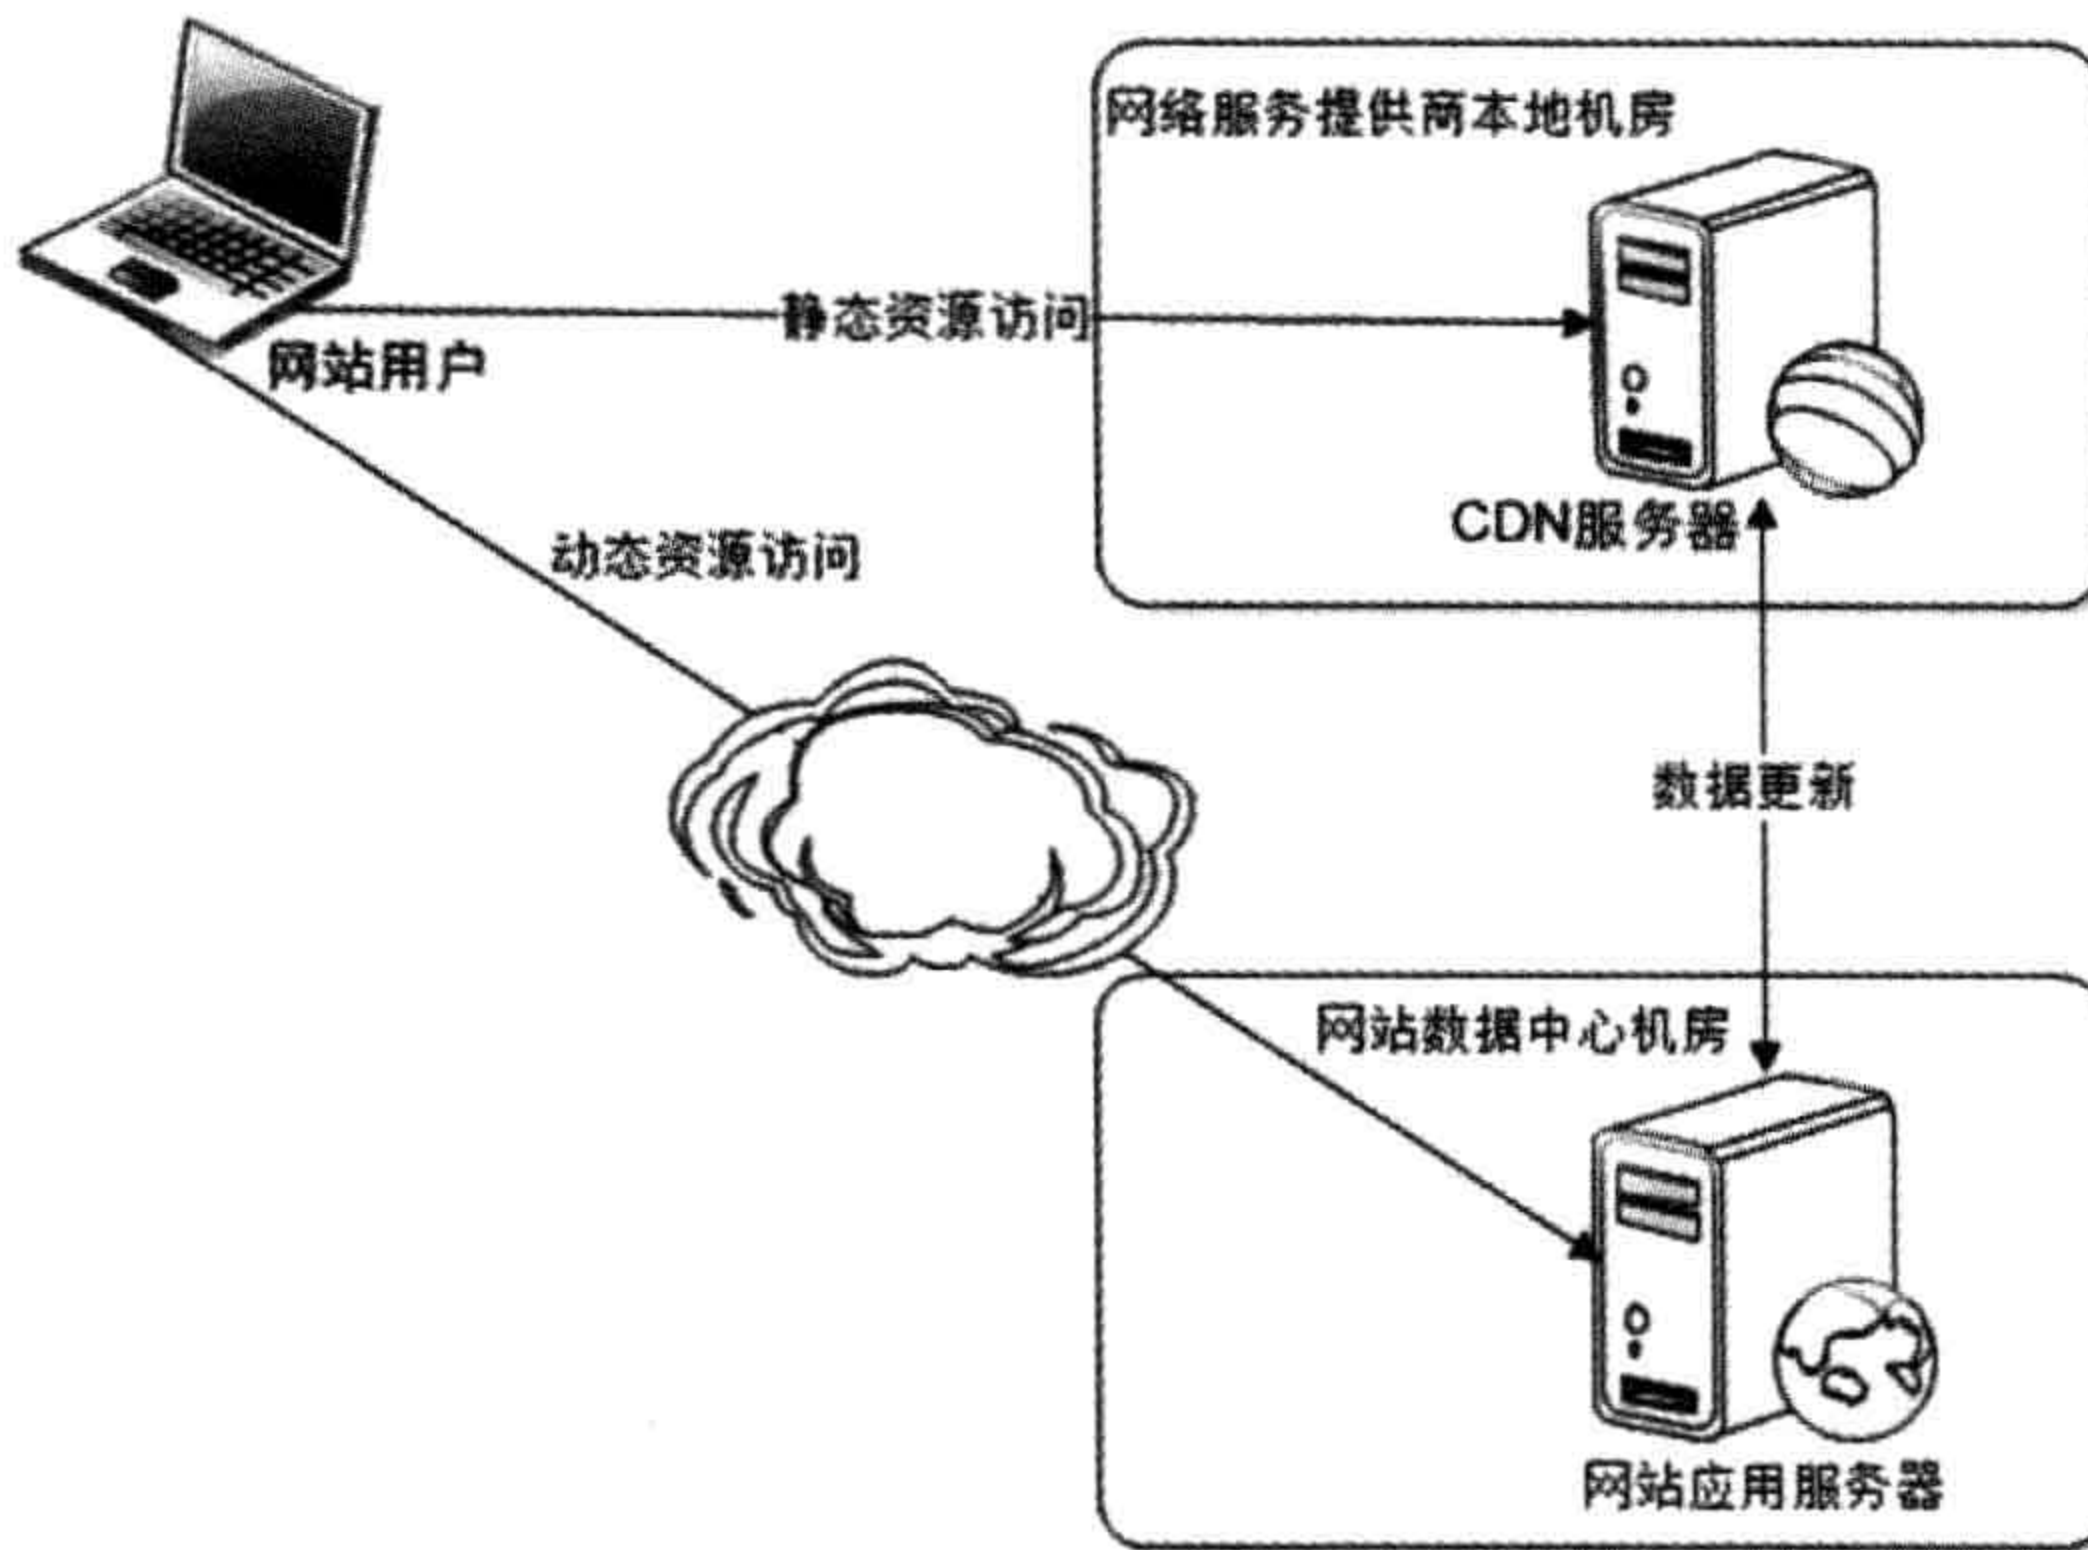 网络服务提供商本地机房
静态资源访问
网站用户
CDN服务器
动态资源访问
数据更新
网站数据中心机房
网站应用服务器